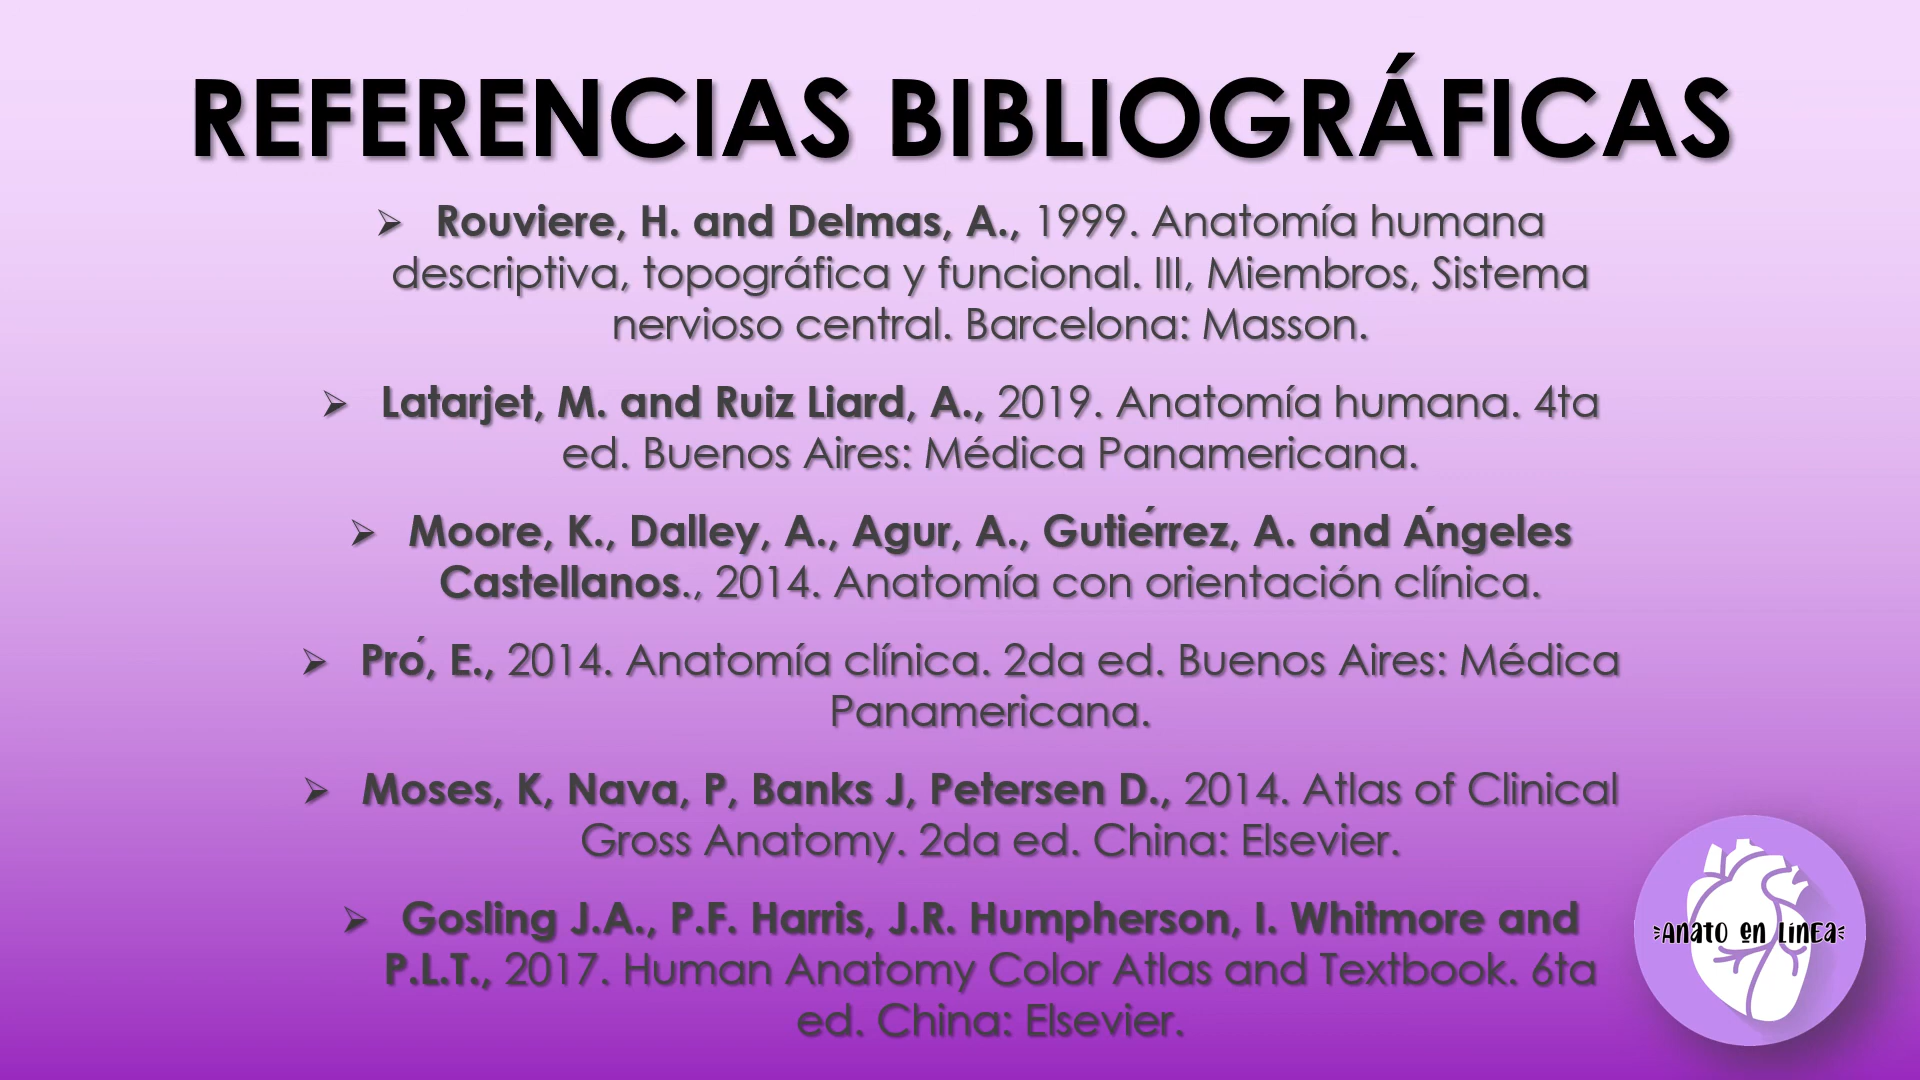 REFERENCIAS BIBLIOGRÁFICAS
➢ Rouviere, H. and Delmas, A., 1999. Anatomía humana
descriptiva, topográfica y funcional. III, Miembros, Sistema
nervioso central. Barcelona: Masson.
➢ Latarjet, M. and Ruiz Liard, A., 2019. Anatomía humana. 4ta
ed. Buenos Aires: Médica Panamericana.
➢ Moore, K., Dalley, A., Agur, A., Gutiérrez, A. and Ángeles
Castellanos., 2014. Anatomía con orientación clínica.
➢ Pró, E., 2014. Anatomía clínica. 2da ed. Buenos Aires: Médica
Panamericana.
➢ Moses, K, Nava, P, Banks J, Petersen D., 2014. Atlas of Clinical
Gross Anatomy. 2da ed. China: Elsevier.
➢ Gosling J.A., P.F. Harris, J.R. Humpherson, I. Whitmore and
P.L.T., 2017. Human Anatomy Color Atlas and Textbook. 6ta
ed. China: Elsevier.
Anato en línea